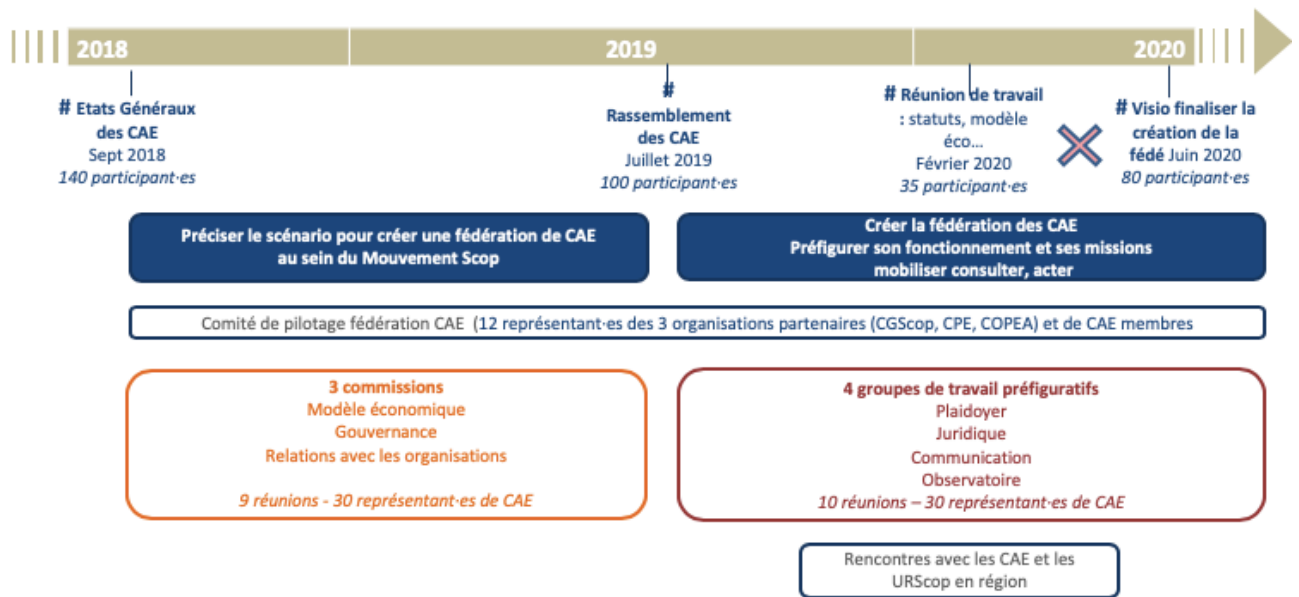 2018
2019
2020
# Etats Généraux
des CAE
Sept 2018
140 participant·es
#
Rassemblement
des CAE
Juillet 2019
100 participant·es
# Réunion de travail
: statuts, modèle
éco...
Février 2020
35 participant·es
# Visio finaliser la
création de la
fédé Juin 2020
80 participant·es
Préciser le scénario pour créer une fédération de CAE
au sein du Mouvement Scop
Créer la fédération des CAE
Préfigurer son fonctionnement et ses missions
mobiliser consulter, acter
Comité de pilotage fédération CAE (12 représentant·es des 3 organisations partenaires (CGScop, CPE, COPEA) et de CAE membres
3 commissions
Modèle économique
Gouvernance
Relations avec les organisations
9 réunions - 30 représentant·es de CAE
4 groupes de travail préfiguratifs
Plaidoyer
Juridique
Communication
Observatoire
10 réunions – 30 représentant·es de CAE
Rencontres avec les CAE et les
URScop en région